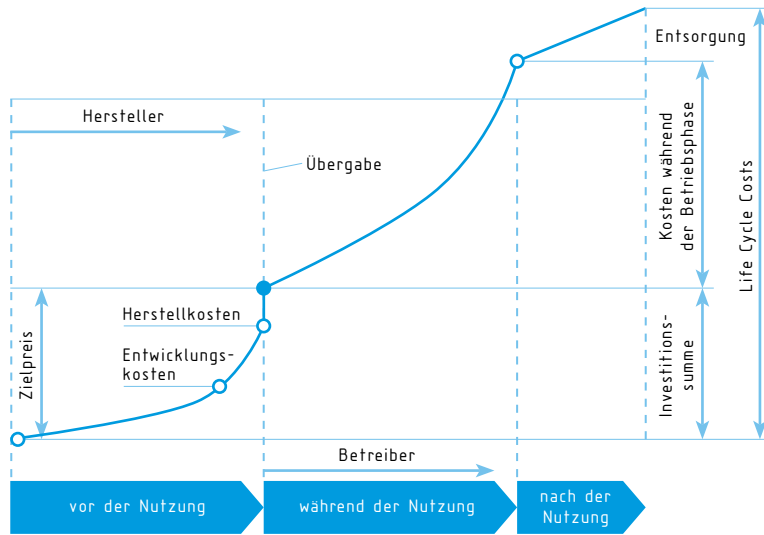 Entsorgung
Hersteller
Übergabe
Kosten während
der Betriebsphase
Life Cycle Costs
Herstellkosten
Entwicklungs-
kosten
Zielpreis
Investitions-
summe
Betreiber
vor der Nutzung
während der Nutzung
nach der
Nutzung